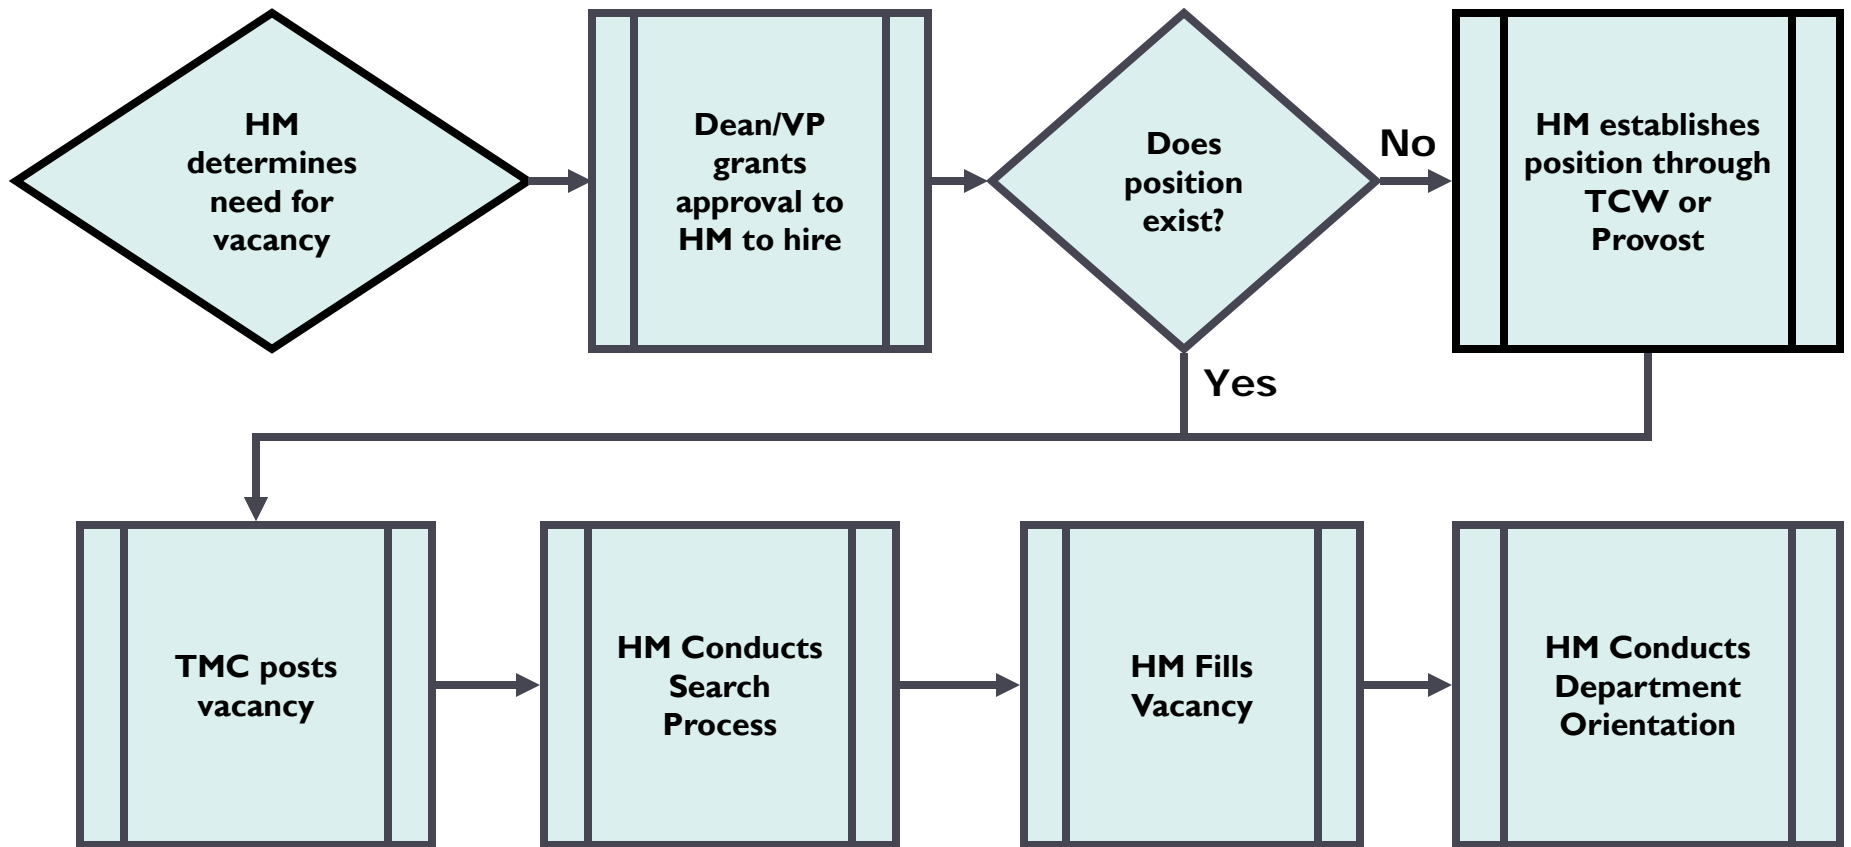 HM
determines
need for
vacancy
Dean/VP
grants
approval to
HM to hire
Does
position
exist?
No
HM establishes
position through
TCW or
Provost
Yes
TMC posts
vacancy
HM Conducts
Search
Process
HM Fills
Vacancy
HM Conducts
Department
Orientation